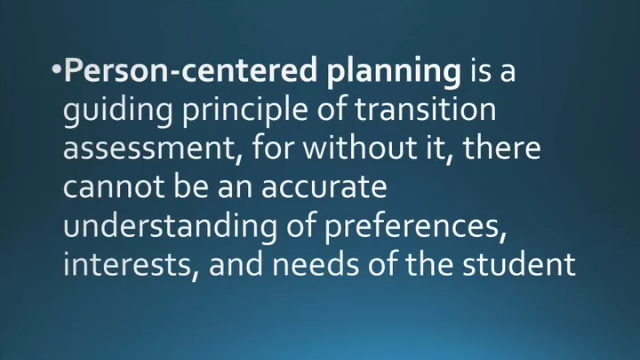 •Person-centered planning is a
guiding principle of transition
assessment, for without it, there
cannot be an accurate
understanding of preferences,
interests, and needs of the student